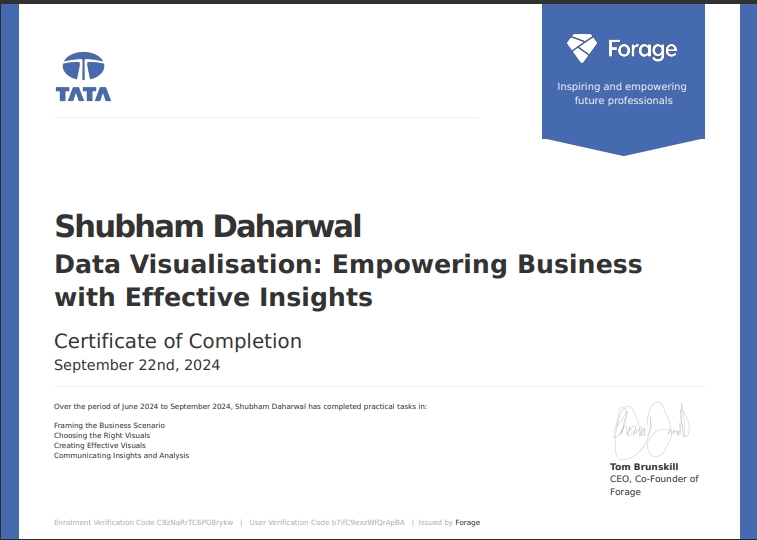 TATA
Forage
Inspiring and empowering
future professionals
Shubham Daharwal
Data Visualisation: Empowering Business
with Effective Insights
Certificate of Completion
September 22nd, 2024
Over the period of June 2024 to September 2024, Shubham Daharwal has completed practical tasks in:
Framing the Business Scenario
Choosing the Right Visuals
Creating Effective Visuals
Communicating Insights and Analysis
Tom Brunskill
CEO, Co-Founder of
Forage
Enrolment Verification Code C9zNaRrTC6PG8rykw | User Verification Code b7ifC9exzWfQrApBA | Issued by Forage